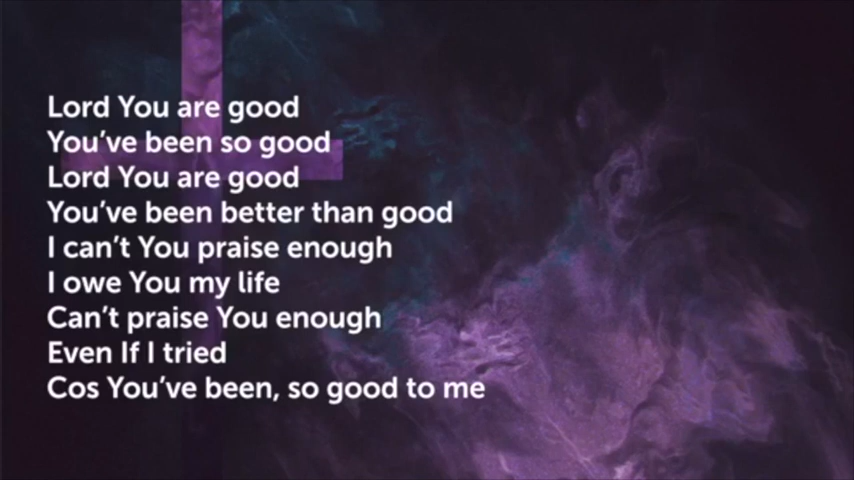 Lord You are good
You've been so good
Lord You are good
You've been better than good
I can't You praise enough
I owe You my life
Can't praise You enough
Even If I tried
Cos You've been, so good to me